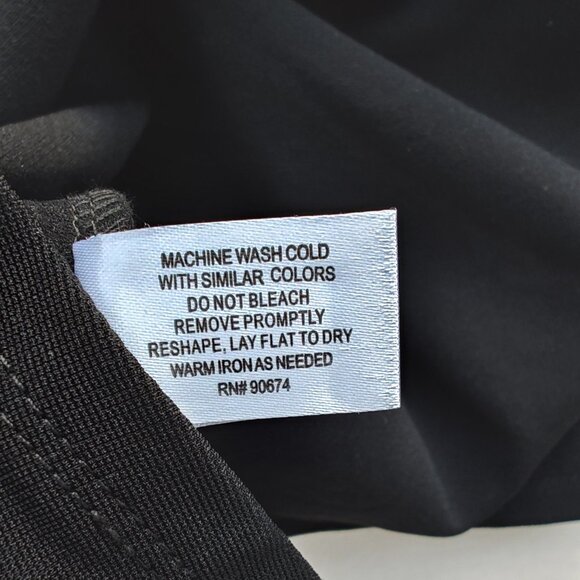 MACHINE WASH COLD
WITH SIMILAR COLORS
DO NOT BLEACH
REMOVE PROMPTLY
RESHAPE, LAY FLAT TO DRY
WARM IRON AS NEEDED
RN# 90674